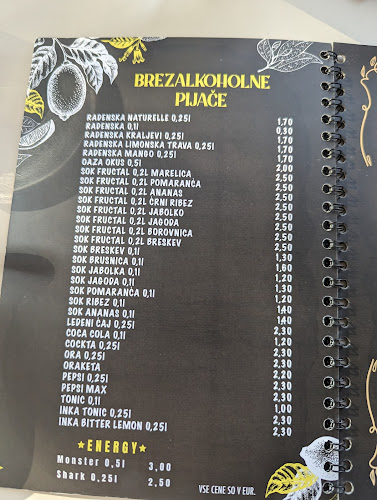 BREZALKOHOLNE
PIJAČE
RADENSKA NATURELLE 0,25l 1,70
RADENSKA 0,1l 0,30
RADENSKA KRALJEVI 0,25l 1,70
RADENSKA LIMONSKA TRAVA 0,25l 1,70
RADENSKA MANGO 0,25l 1,70
OAZA OKUS 0,5l 2,00
SOK FRUCTAL 0,2L MARELICA 2,50
SOK FRUCTAL 0,2L POMARANČA 2,50
SOK FRUCTAL 0,2L ANANAS 2,50
SOK FRUCTAL 0,2L ČRNI RIBEZ 2,50
SOK FRUCTAL 0,2L JABOLKO 2,50
SOK FRUCTAL 0,2L JAGODA 2,50
SOK FRUCTAL 0,2L BOROVNICA 2,50
SOK FRUCTAL 0,2L BRESKEV 2,50
SOK BRESKEV 0,1l 1,30
SOK BRUSNICA 0,1l 1,60
SOK JABOLKA 0,1l 1,20
SOK JAGODA 0,1l 1,30
SOK POMARANČA 0,1l 1,20
SOK RIBEZ 0,1l 1,40
SOK ANANAS 0,1l 1,40
LEDENI ČAJ 0,25l 2,30
COCA COLA 0,1l 1,20
COCKTA 0,25l 2,30
ORA 0,25l 2,30
ORAKETA 2,20
PEPSI 0,25l 2,30
PEPSI MAX 2,30
TONIC 0,1l 1,00
INKA TONIC 0,25l 2,30
INKA BITTER LEMON 0,25l 2,30
★ENERGY★
Monster 0,5l 3,00
Shark 0,25l 2,50
VSE CENE SO V EUR.